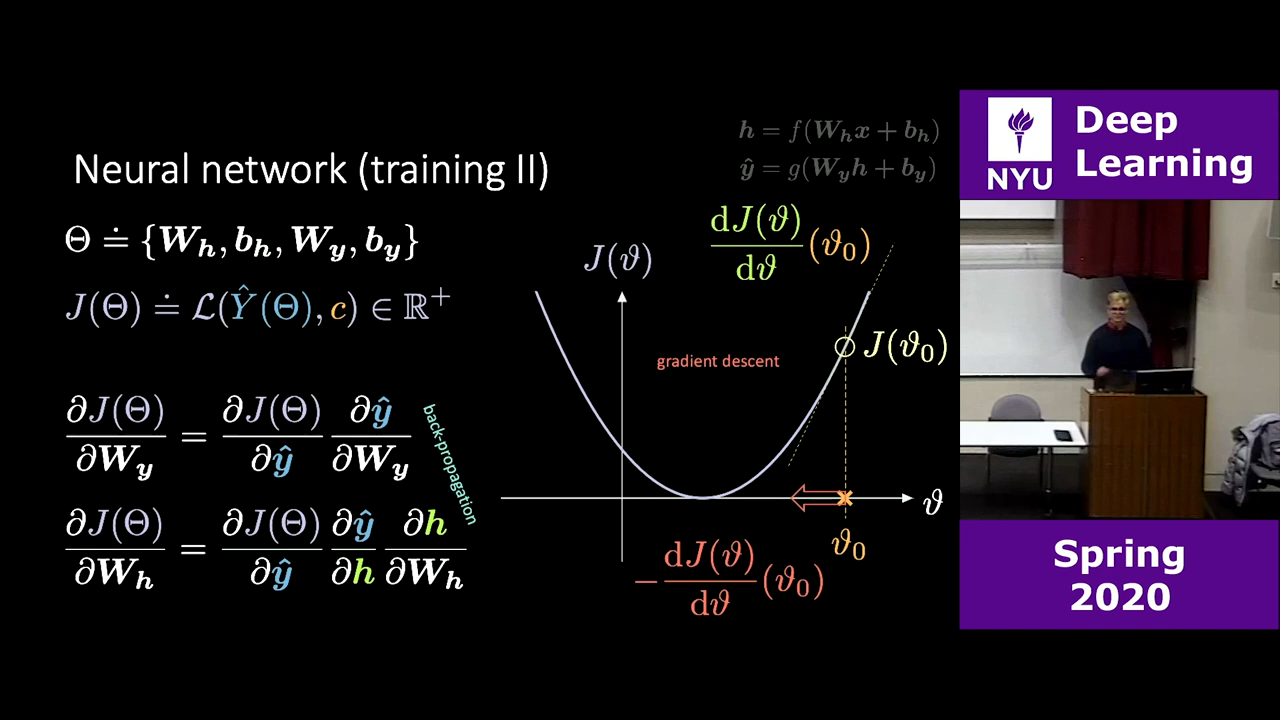 h = f(W_h x + b_h)
ŷ = g(W_y h + b_y)
Neural network (training II)
Θ ≐ {W_h, b_h, W_y, b_y}
J(Θ) ≐ ℒ(Ŷ(Θ), c) ∈ ℝ⁺
∂J(Θ)/∂W_y = ∂J(Θ)/∂ŷ ∂ŷ/∂W_y
∂J(Θ)/∂W_h = ∂J(Θ)/∂ŷ ∂ŷ/∂h ∂h/∂W_h
back-propagation
J(ϑ)
dJ(ϑ)/dϑ (ϑ₀)
gradient descent
J(ϑ₀)
ϑ
ϑ₀
−dJ(ϑ)/dϑ (ϑ₀)
NYU
Deep
Learning
Spring
2020